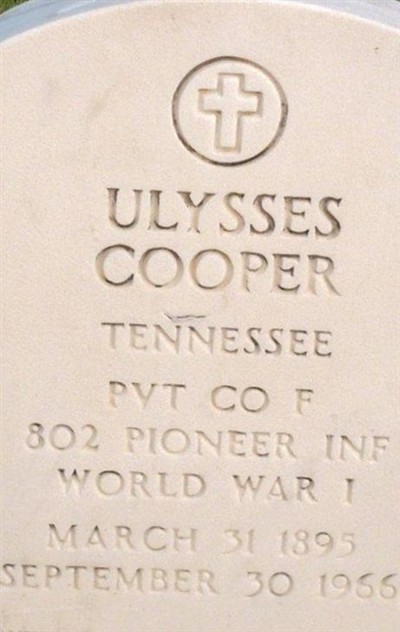 ULYSSES
COOPER
TENNESSEE
PVT CO F
802 PIONEER INF
WORLD WAR I
MARCH 31 1895
SEPTEMBER 30 1966